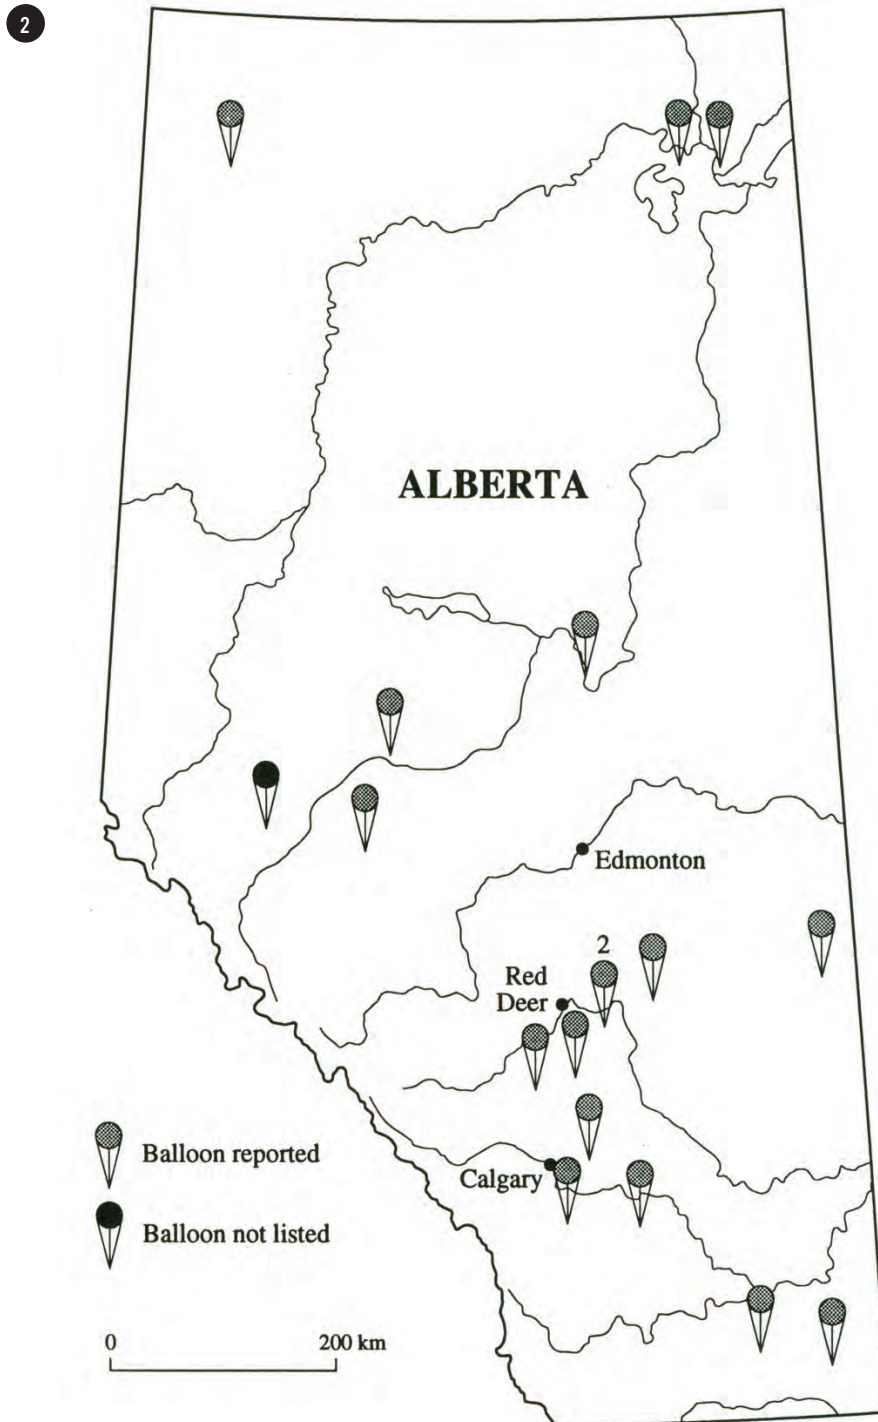 2
ALBERTA
Edmonton
2
Red
Deer
Calgary
Balloon reported
Balloon not listed
0 200 km